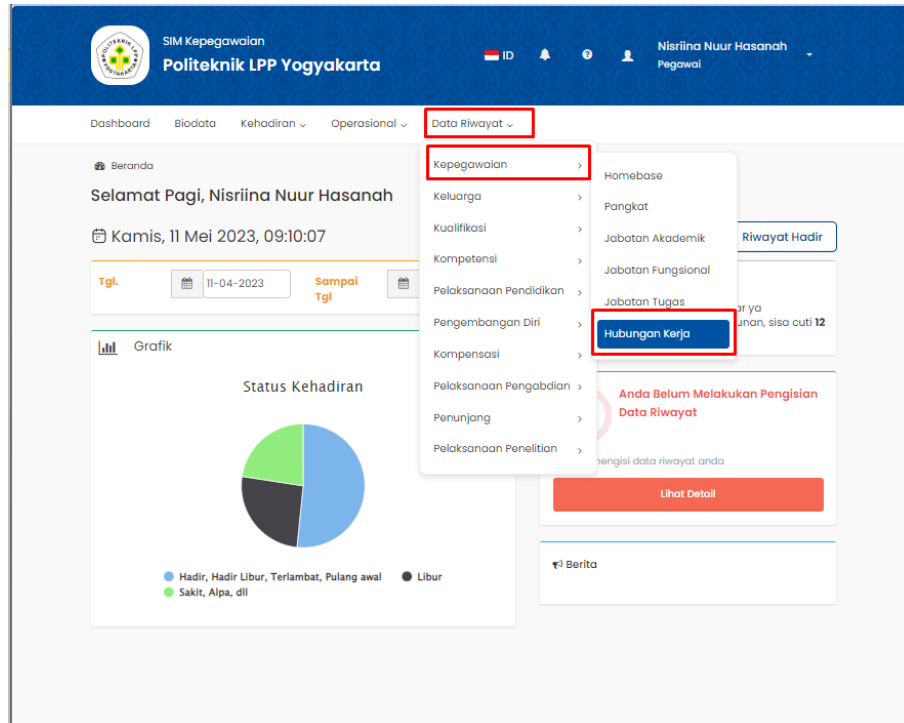 SIM Kepegawaian
Politeknik LPP Yogyakarta
ID
Nisriina Nuur Hasanah
Pegawai
Dashboard Biodata Kehadiran Operasional Data Riwayat
Beranda
Selamat Pagi, Nisriina Nuur Hasanah
Kamis, 11 Mei 2023, 09:10:07
Riwayat Hadir
Tgl. 11-04-2023 Sampai Tgl
Kepegawaian
Keluarga
Kualifikasi
Kompetensi
Pelaksanaan Pendidikan
Pengembangan Diri
Kompensasi
Pelaksanaan Pengabdian
Penunjang
Pelaksanaan Penelitian
Homebase
Pangkat
Jabatan Akademik
Jabatan Fungsional
Jabatan Tugas
Hubungan Kerja
ya
sisa cuti 12
Grafik
Status Kehadiran
Hadir, Hadir Libur, Terlambat, Pulang awal Libur
Sakit, Alpa, dll
Anda Belum Melakukan Pengisian
Data Riwayat
data riwayat anda
Lihat Detail
Berita